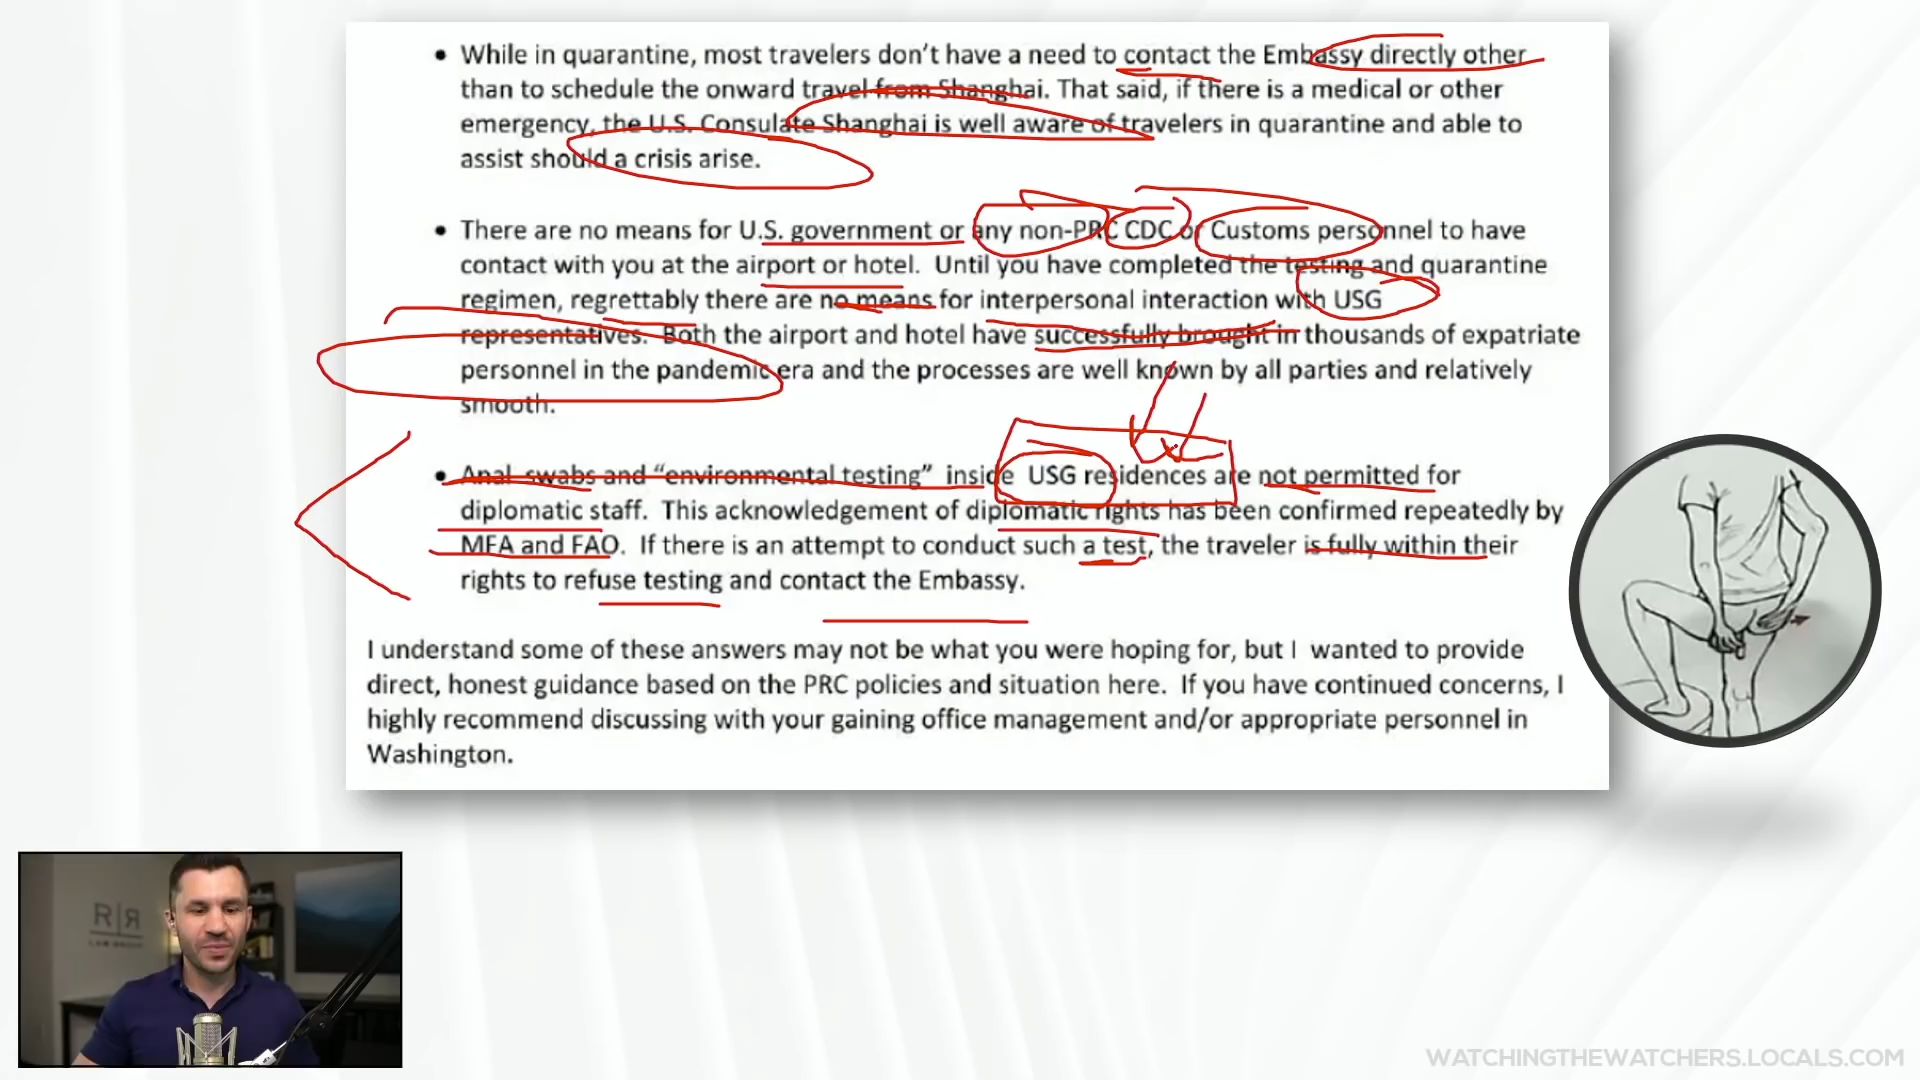 • While in quarantine, most travelers don't have a need to contact the Embassy directly other
than to schedule the onward travel from Shanghai. That said, if there is a medical or other
emergency, the U.S. Consulate Shanghai is well aware of travelers in quarantine and able to
assist should a crisis arise.
• There are no means for U.S. government or any non-PRC CDC or Customs personnel to have
contact with you at the airport or hotel. Until you have completed the testing and quarantine
regimen, regrettably there are no means for interpersonal interaction with USG
representatives. Both the airport and hotel have successfully brought in thousands of expatriate
personnel in the pandemic era and the processes are well known by all parties and relatively
smooth.
• Anal swabs and “environmental testing” inside USG residences are not permitted for
diplomatic staff. This acknowledgement of diplomatic rights has been confirmed repeatedly by
MFA and FAO. If there is an attempt to conduct such a test, the traveler is fully within their
rights to refuse testing and contact the Embassy.
I understand some of these answers may not be what you were hoping for, but I wanted to provide
direct, honest guidance based on the PRC policies and situation here. If you have continued concerns, I
highly recommend discussing with your gaining office management and/or appropriate personnel in
Washington.
R|R
LAW GROUP
WATCHINGTHEWATCHERS.LOCALS.COM